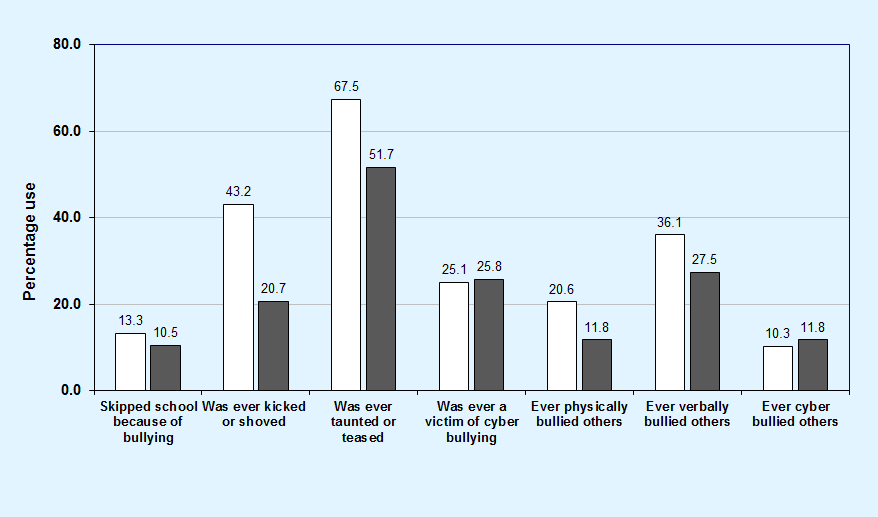 80.0
67.5
60.0
51.7
43.2
40.0
36.1
27.5
25.1
25.8
20.7
20.6
20.0
13.3
10.5
11.8
10.3
11.8
0.0
Percentage use
Skipped school
because of
bullying
Was ever kicked
or shoved
Was ever
taunted or
teased
Was ever a
victim of cyber
bullying
Ever physically
bullied others
Ever verbally
bullied others
Ever cyber
bullied others